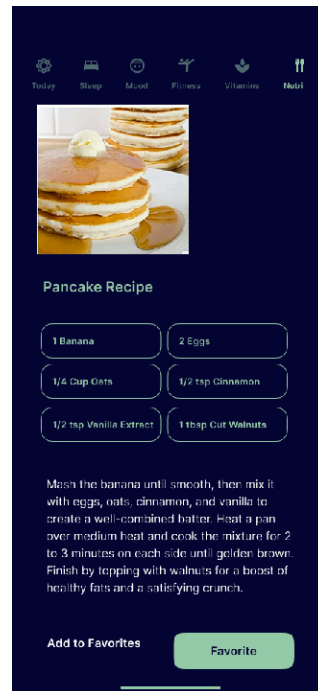 Today Sleep Mood Fitness Vitamins Nutri
Pancake Recipe
1 Banana 2 Eggs
1/4 Cup Oats 1/2 tsp Cinnamon
1/2 tsp Vanilla Extract 1 tbsp Cut Walnuts
Mash the banana until smooth, then mix it
with eggs, oats, cinnamon, and vanilla to
create a well-combined batter. Heat a pan
over medium heat and cook the mixture for 2
to 3 minutes on each side until golden brown.
Finish by topping with walnuts for a boost of
healthy fats and a satisfying crunch.
Add to Favorites Favorite